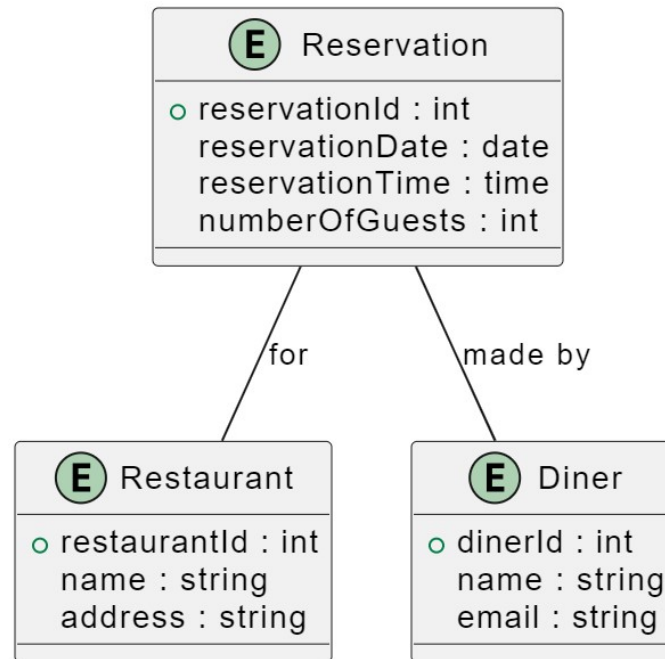 E Reservation
reservationId : int
reservationDate : date
reservationTime : time
numberOfGuests : int
for
made by
E Restaurant
restaurantId : int
name : string
address : string
E Diner
dinerId : int
name : string
email : string